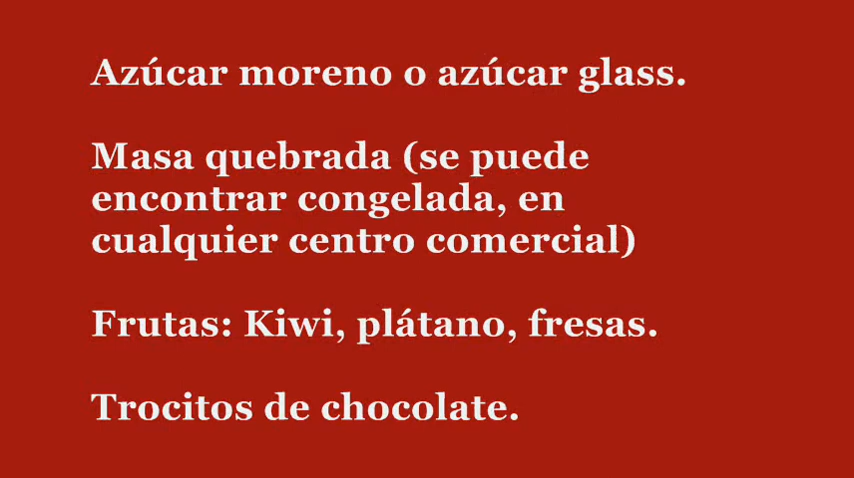 Azúcar moreno o azúcar glass.
Masa quebrada (se puede
encontrar congelada, en
cualquier centro comercial)
Frutas: Kiwi, plátano, fresas.
Trocitos de chocolate.